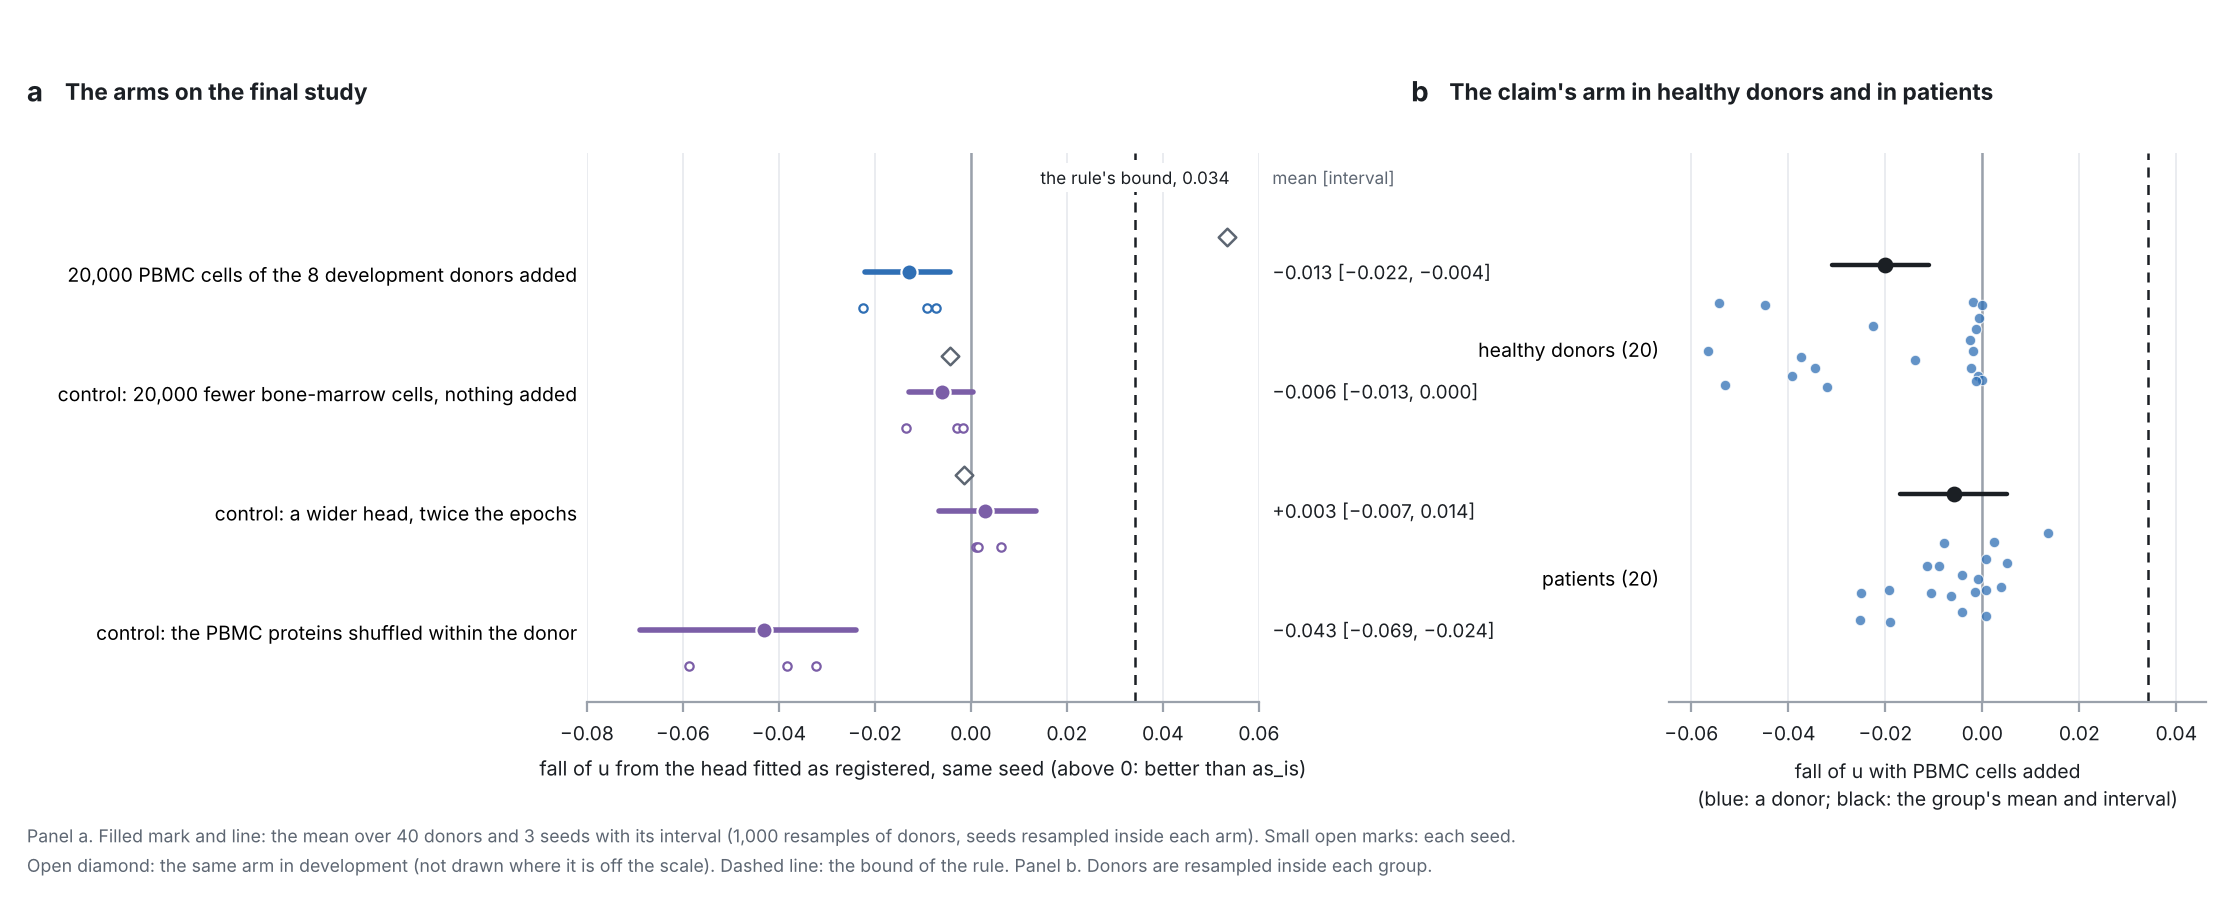 a The arms on the final study
the rule's bound, 0.034
mean [interval]
20,000 PBMC cells of the 8 development donors added
−0.013 [−0.022, −0.004]
control: 20,000 fewer bone-marrow cells, nothing added
−0.006 [−0.013, 0.000]
control: a wider head, twice the epochs
+0.003 [−0.007, 0.014]
control: the PBMC proteins shuffled within the donor
−0.043 [−0.069, −0.024]
−0.08 −0.06 −0.04 −0.02 0.00 0.02 0.04 0.06
fall of u from the head fitted as registered, same seed (above 0: better than as_is)
b The claim's arm in healthy donors and in patients
healthy donors (20)
patients (20)
−0.06 −0.04 −0.02 0.00 0.02 0.04
fall of u with PBMC cells added
(blue: a donor; black: the group's mean and interval)
Panel a. Filled mark and line: the mean over 40 donors and 3 seeds with its interval (1,000 resamples of donors, seeds resampled inside each arm). Small open marks: each seed.
Open diamond: the same arm in development (not drawn where it is off the scale). Dashed line: the bound of the rule. Panel b. Donors are resampled inside each group.